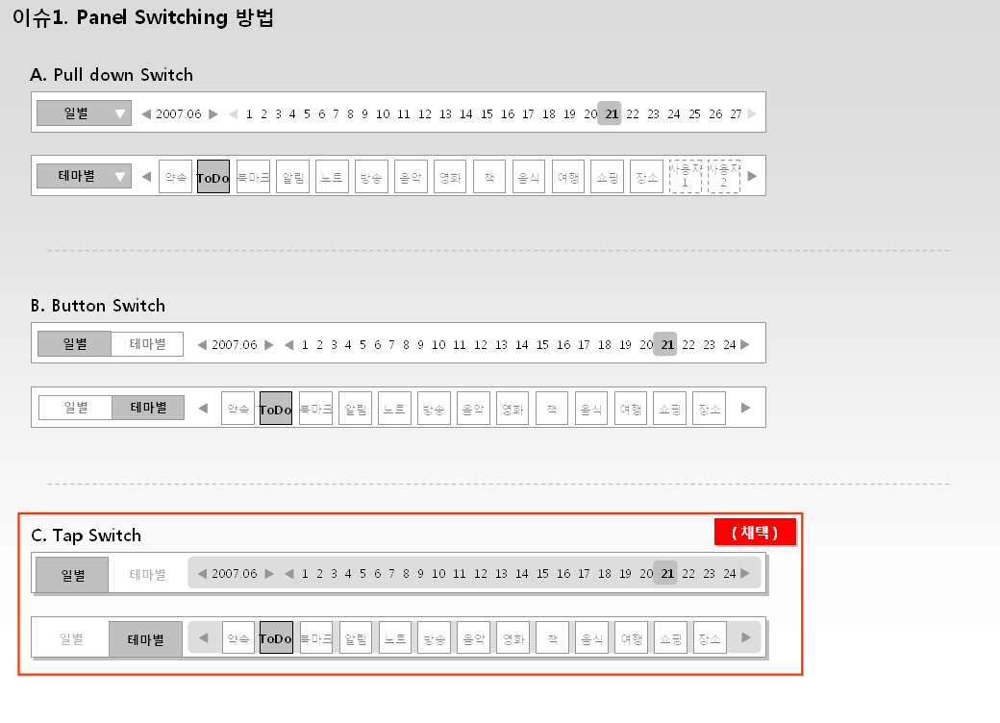 이슈1. Panel Switching 방법
A. Pull down Switch
일별 2007.06 1 2 3 4 5 6 7 8 9 10 11 12 13 14 15 16 17 18 19 20 21 22 23 24 25 26 27
테마별 약속 ToDo 북마크 알림 노트 방송 음악 영화 책 음식 여행 쇼핑 장소 사용자1 사용자2
B. Button Switch
일별 테마별 2007.06 1 2 3 4 5 6 7 8 9 10 11 12 13 14 15 16 17 18 19 20 21 22 23 24
일별 테마별 약속 ToDo 북마크 알림 노트 방송 음악 영화 책 음식 여행 쇼핑 장소
C. Tap Switch (채택)
일별 테마별 2007.06 1 2 3 4 5 6 7 8 9 10 11 12 13 14 15 16 17 18 19 20 21 22 23 24
일별 테마별 약속 ToDo 북마크 알림 노트 방송 음악 영화 책 음식 여행 쇼핑 장소